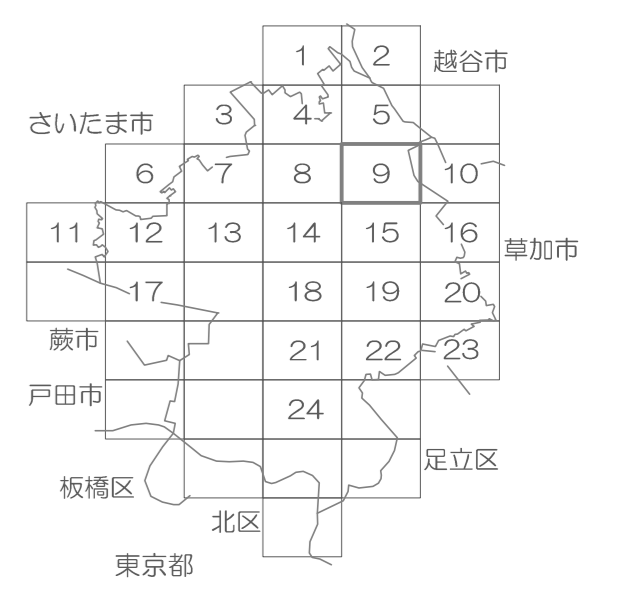 1 2 越谷市
さいたま市 3 4 5
6 7 8 9 10
11 12 13 14 15 16 草加市
17 18 19 20
蕨市 21 22 23
戸田市 24
足立区
板橋区
北区
東京都